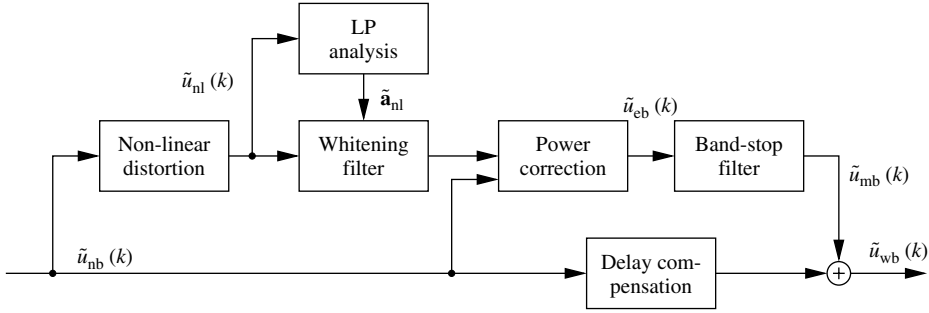 LP
analysis
ũnl (k)
ãnl
ũeb (k)
Non-linear
distortion
Whitening
filter
Power
correction
Band-stop
filter
ũmb (k)
ũnb (k)
ũwb (k)
Delay com-
pensation
+